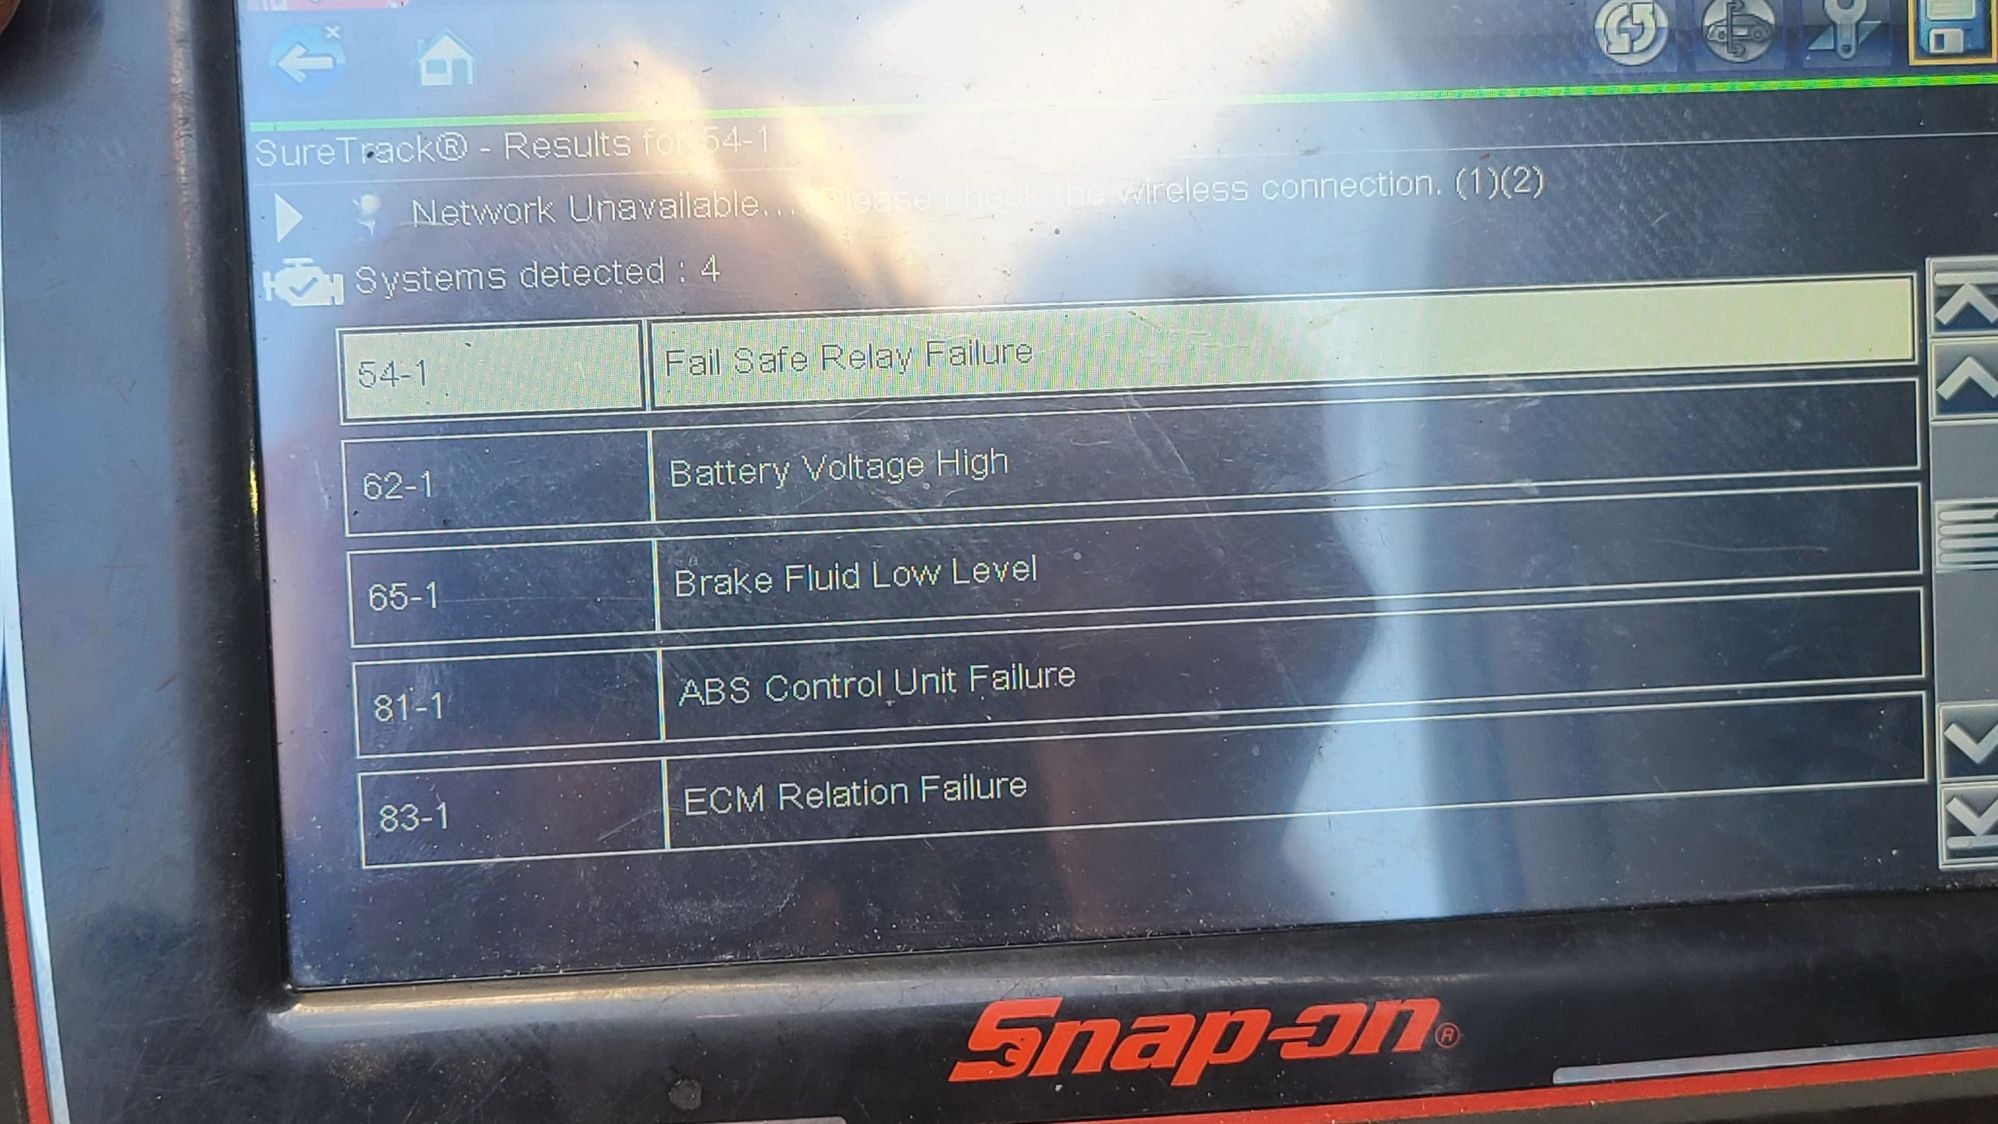 SureTrack® - Results for 54-1
Network Unavailable... Please check the wireless connection. (1)(2)
Systems detected : 4
54-1 Fail Safe Relay Failure
62-1 Battery Voltage High
65-1 Brake Fluid Low Level
81-1 ABS Control Unit Failure
83-1 ECM Relation Failure
Snap-on®